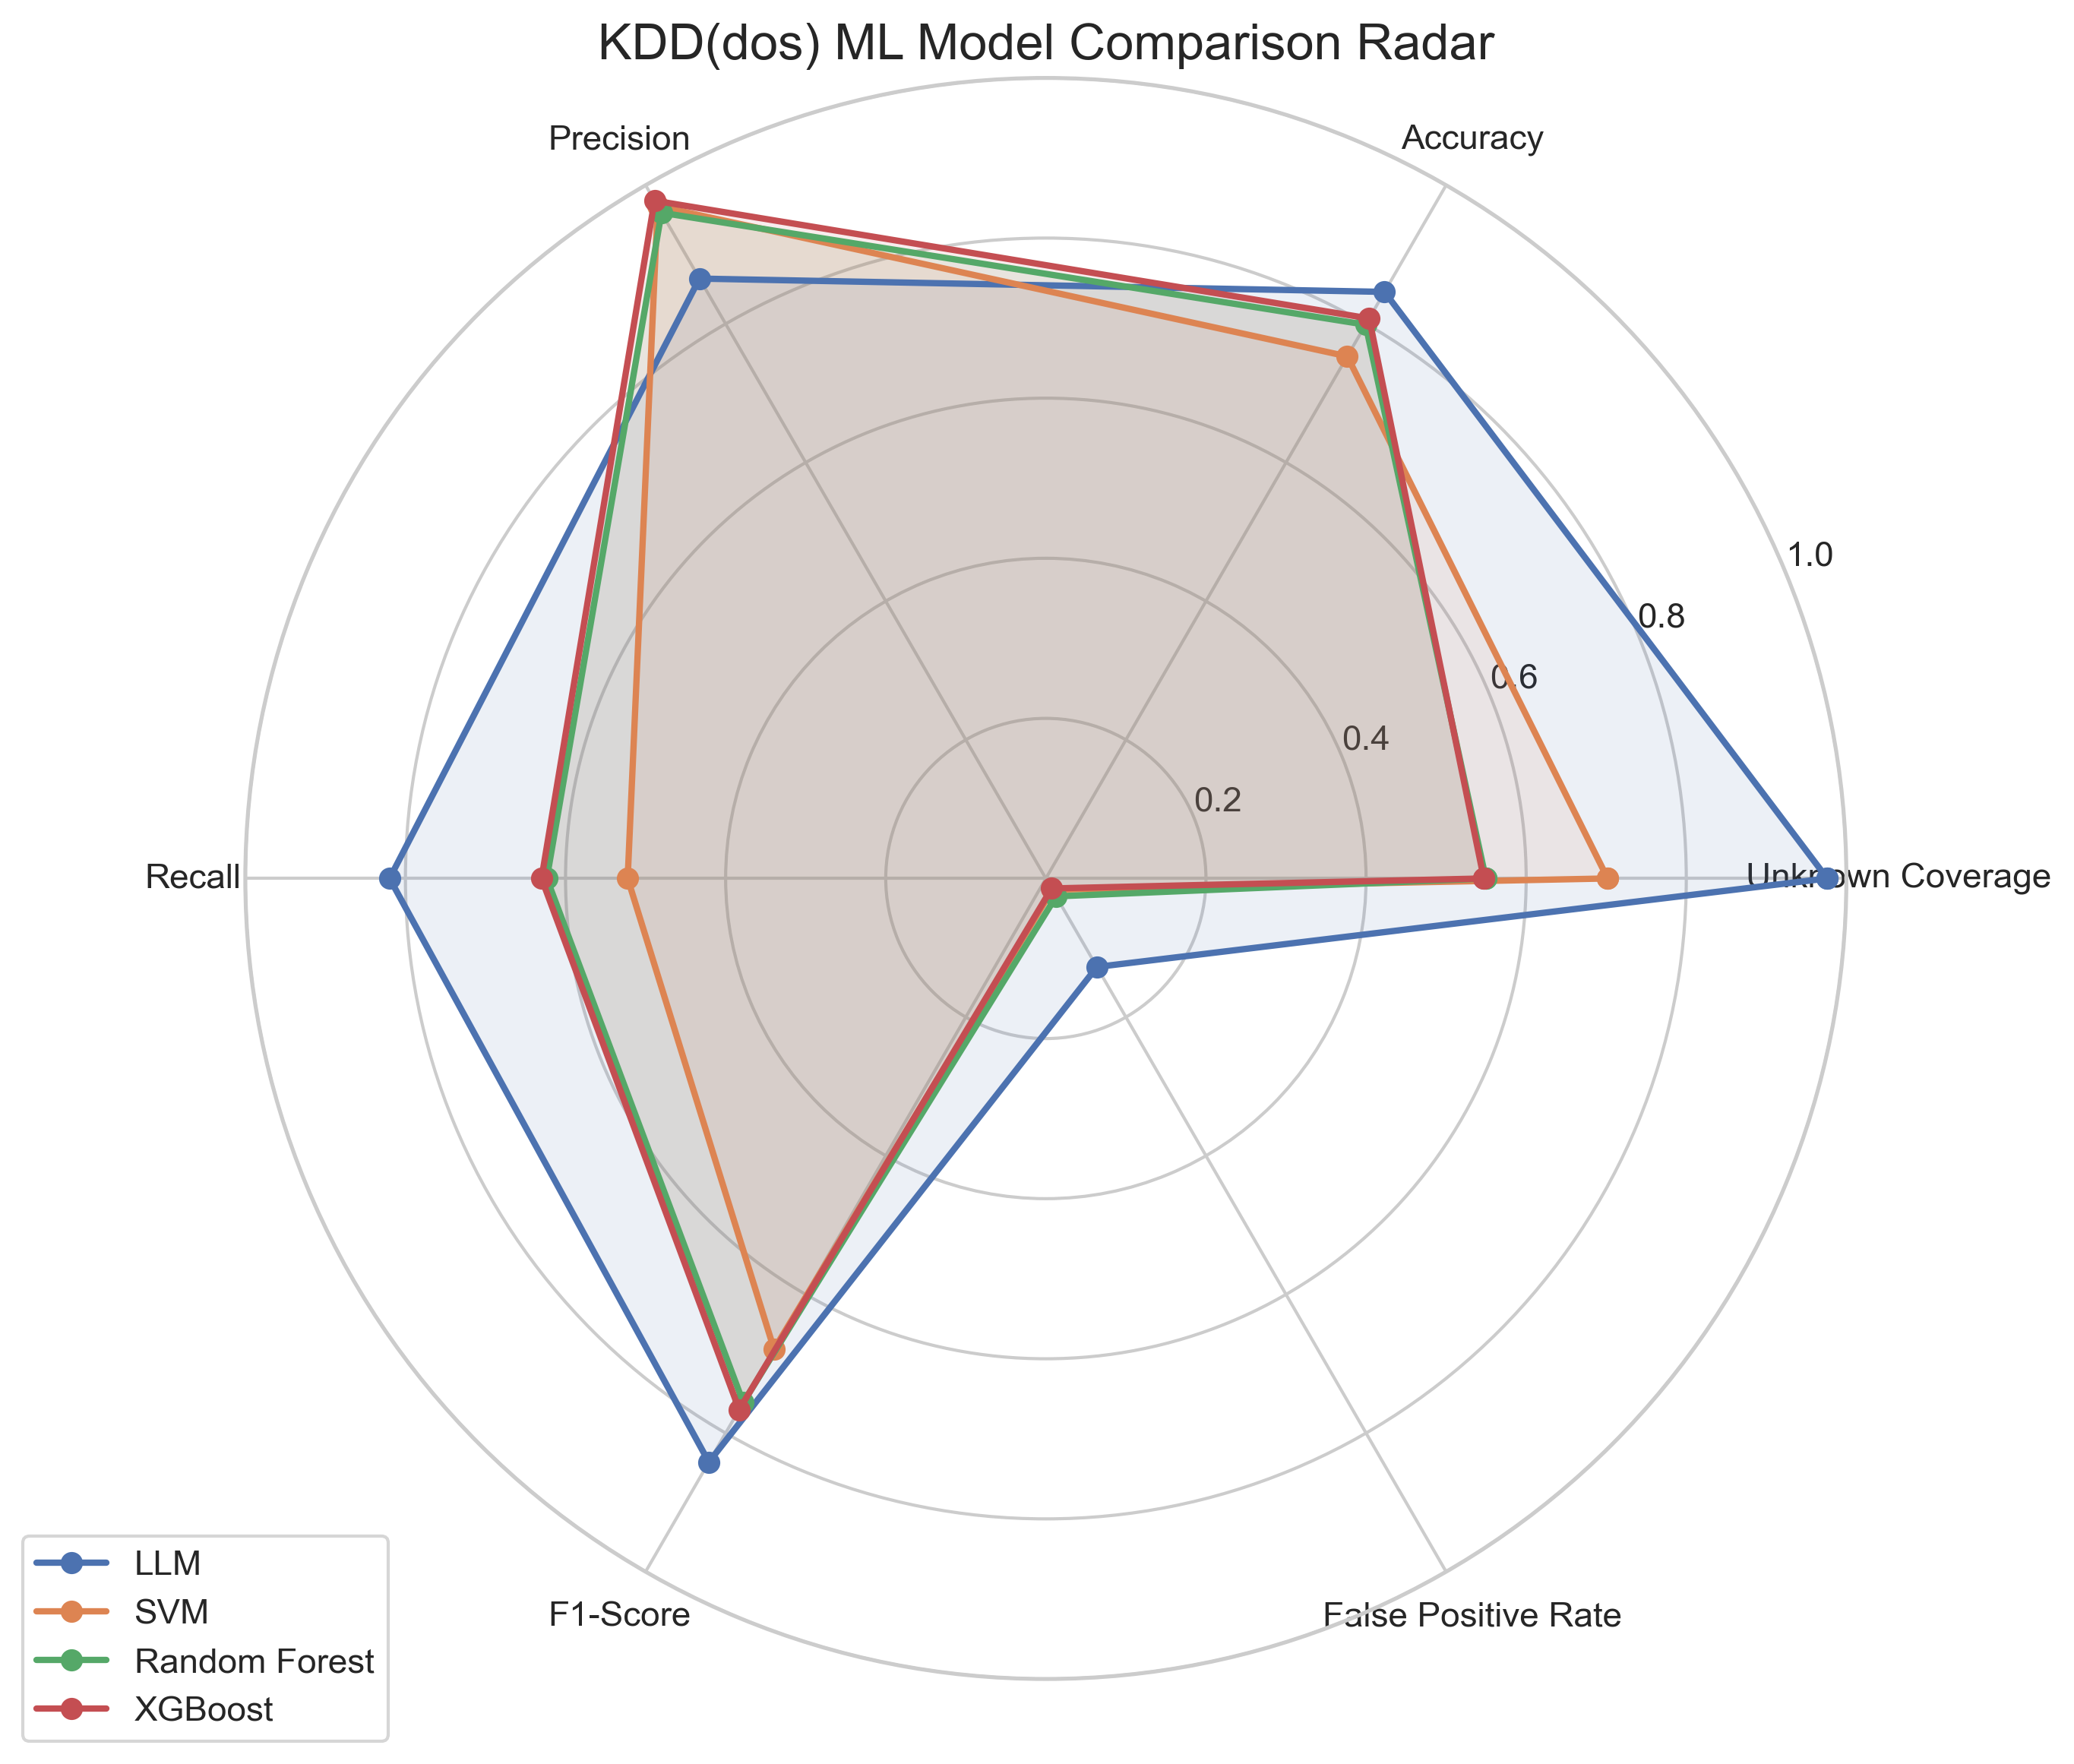 KDD(dos) ML Model Comparison Radar
Precision
Accuracy
1.0
0.8
0.6
0.4
0.2
Recall
Unknown Coverage
F1-Score
False Positive Rate
LLM
SVM
Random Forest
XGBoost